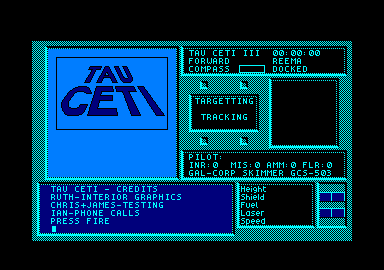 TAU
CETI
TAU CETI III 00:00:00
FORWARD REEMA
COMPASS DOCKED
TARGETTING
TRACKING
PILOT:
INR:0 MIS:0 AMM:0 FLR:0
GAL-CORP SKIMMER GCS-503
TAU CETI - CREDITS
RUTH-INTERIOR GRAPHICS
CHRIS+JAMES-TESTING
IAN-PHONE CALLS
PRESS FIRE
Height
Shield
Fuel
Laser
Speed